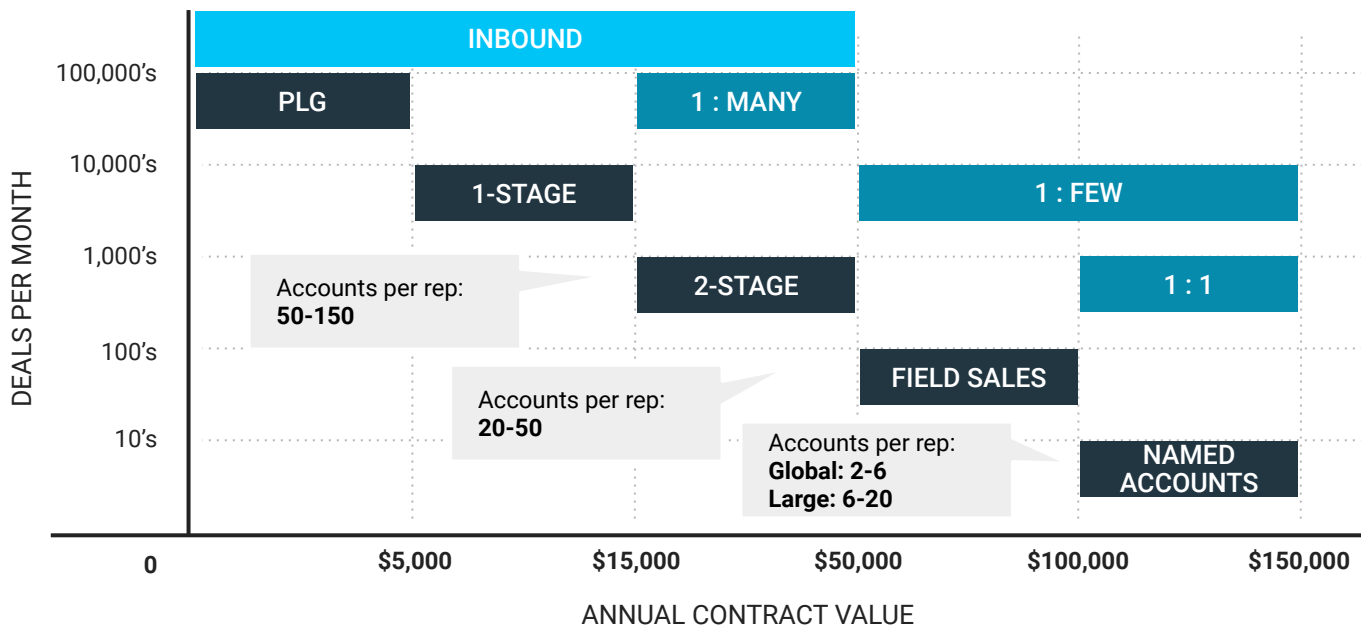 INBOUND
100,000’s
PLG
1 : MANY
10,000’s
1-STAGE
1 : FEW
1,000’s
Accounts per rep:
50-150
2-STAGE
1 : 1
100’s
FIELD SALES
Accounts per rep:
20-50
10’s
Accounts per rep:
Global: 2-6
Large: 6-20
NAMED
ACCOUNTS
DEALS PER MONTH
0
$5,000
$15,000
$50,000
$100,000
$150,000
ANNUAL CONTRACT VALUE